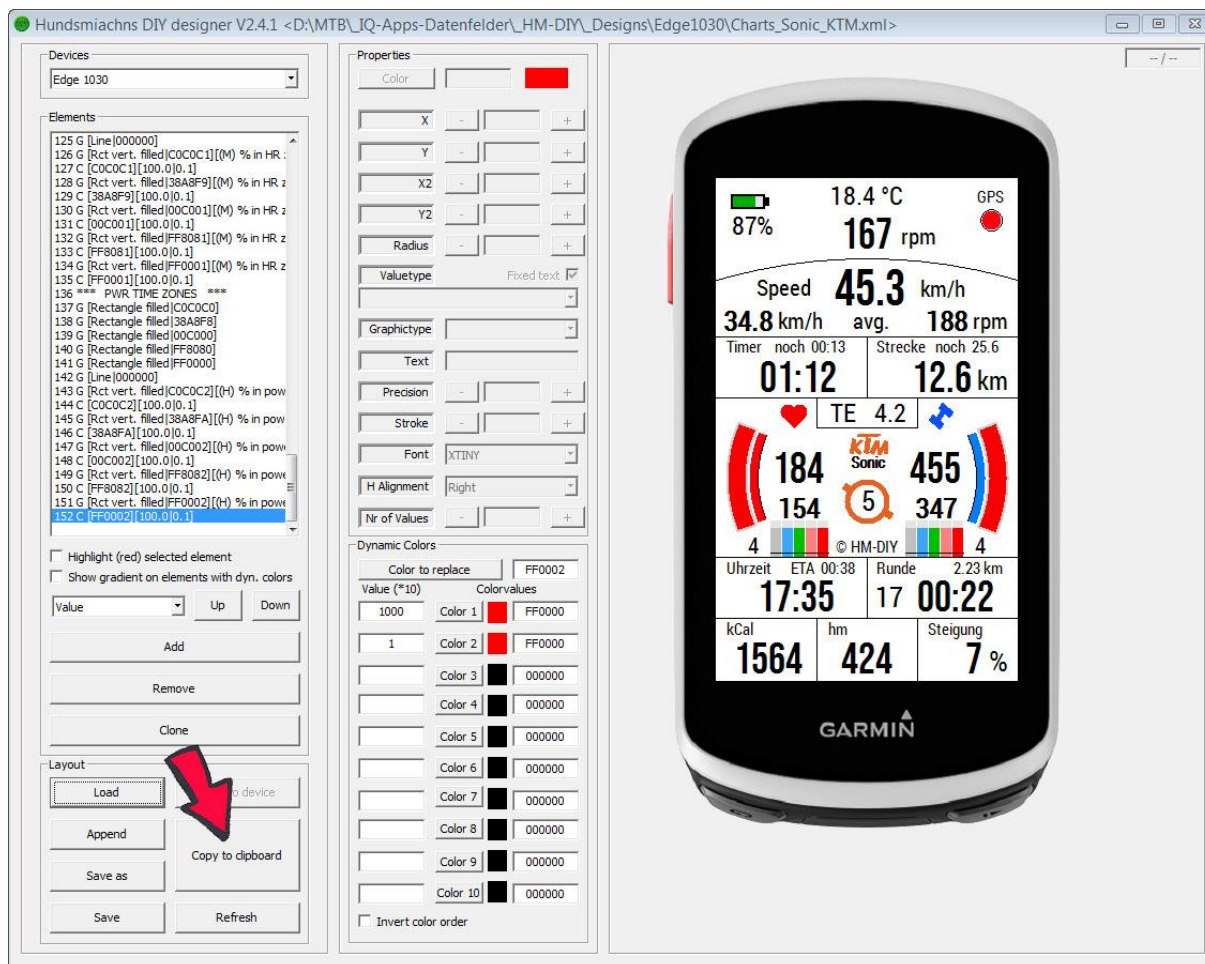 Hundsmiachns DIY designer V2.4.1 <D:\MTB\_IQ-Apps-Datenfelder\_HM-DIY\_Designs\Edge1030\Charts_Sonic_KTM.xml>
Devices
Edge 1030
Elements
125 G [Line|000000]
126 G [Rct vert. filled|C0C0C1][(M) % in HR
127 C [C0C0C1][100.0|0.1]
128 G [Rct vert. filled|38A8F9][(M) % in HR z
129 C [38A8F9][100.0|0.1]
130 G [Rct vert. filled|00C001][(M) % in HR z
131 C [00C001][100.0|0.1]
132 G [Rct vert. filled|FF8081][(M) % in HR z
133 C [FF8081][100.0|0.1]
134 G [Rct vert. filled|FF0001][(M) % in HR z
135 C [FF0001][100.0|0.1]
136 *** PWR TIME ZONES ***
137 G [Rectangle filled|C0C0C0]
138 G [Rectangle filled|38A8F8]
139 G [Rectangle filled|00C000]
140 G [Rectangle filled|FF8080]
141 G [Rectangle filled|FF0000]
142 G [Line|000000]
143 G [Rct vert. filled|C0C0C2][(H) % in pow
144 C [C0C0C2][100.0|0.1]
145 G [Rct vert. filled|38A8FA][(H) % in pow
146 C [38A8FA][100.0|0.1]
147 G [Rct vert. filled|00C002][(H) % in pow
148 C [00C002][100.0|0.1]
149 G [Rct vert. filled|FF8082][(H) % in powe
150 C [FF8082][100.0|0.1]
151 G [Rct vert. filled|FF0002][(H) % in powe
152 C [FF0002][100.0|0.1]
Highlight (red) selected element
Show gradient on elements with dyn. colors
Value
Up
Down
Add
Remove
Clone
Layout
Load
device
Append
Copy to clipboard
Save as
Save
Refresh
Properties
Color
X - +
Y - +
X2 - +
Y2 - +
Radius - +
Valuetype Fixed text
Graphictype
Text
Precision - +
Stroke - +
Font XTINY
H Alignment Right
Nr of Values - +
Dynamic Colors
Color to replace FF0002
Value (*10) Colorvalues
1000 Color 1 FF0000
1 Color 2 FF0000
Color 3 000000
Color 4 000000
Color 5 000000
Color 6 000000
Color 7 000000
Color 8 000000
Color 9 000000
Color 10 000000
Invert color order
-- / --
18.4 °C GPS
87% 167 rpm
Speed 45.3 km/h
34.8 km/h avg. 188 rpm
Timer noch 00:13 Strecke noch 25.6
01:12 12.6 km
TE 4.2
KTM
Sonic
184 455
154 5 347
4 © HM-DIY 4
Uhrzeit ETA 00:38 Runde 2.23 km
17:35 17 00:22
kCal hm Steigung
1564 424 7 %
GARMIN